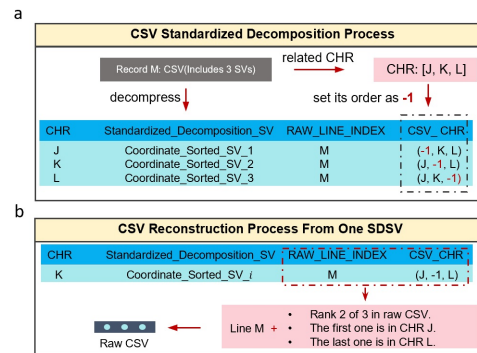 a
CSV Standardized Decomposition Process
Record M: CSV(Includes 3 SVs)
related CHR
CHR: [J, K, L]
decompress
set its order as -1
CHR Standardized_Decomposition_SV RAW_LINE_INDEX CSV_CHR
J Coordinate_Sorted_SV_1 M (-1, K, L)
K Coordinate_Sorted_SV_2 M (J, -1, L)
L Coordinate_Sorted_SV_3 M (J, K, -1)
b
CSV Reconstruction Process From One SDSV
CHR Standardized_Decomposition_SV RAW_LINE_INDEX CSV_CHR
K Coordinate_Sorted_SV_i M (J, -1, L)
Line M +
• Rank 2 of 3 in raw CSV.
• The first one is in CHR J.
• The last one is in CHR L.
Raw CSV